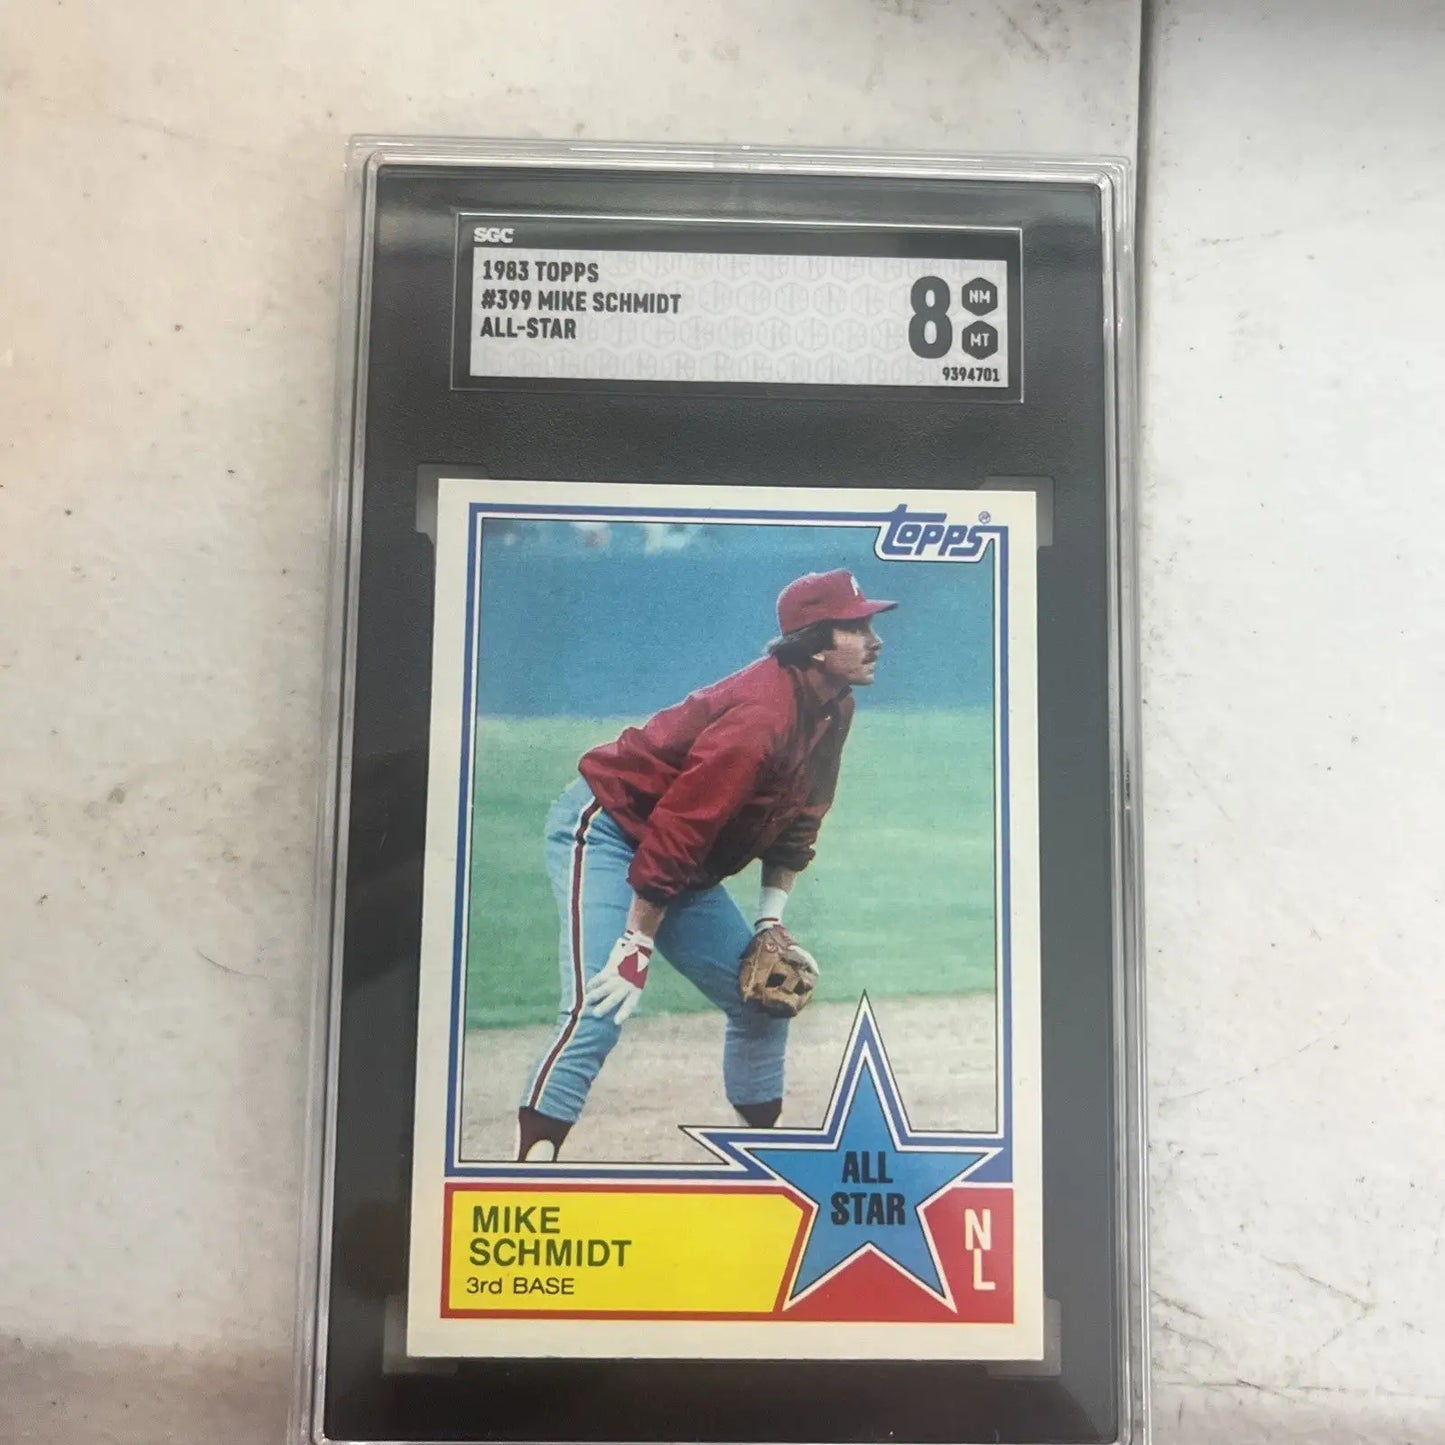 SGC
1983 TOPPS
#399 MIKE SCHMIDT
ALL-STAR
8
NM
MT
9394701
TOPPS®
P
ALL
STAR
MIKE
SCHMIDT
3rd BASE
NL